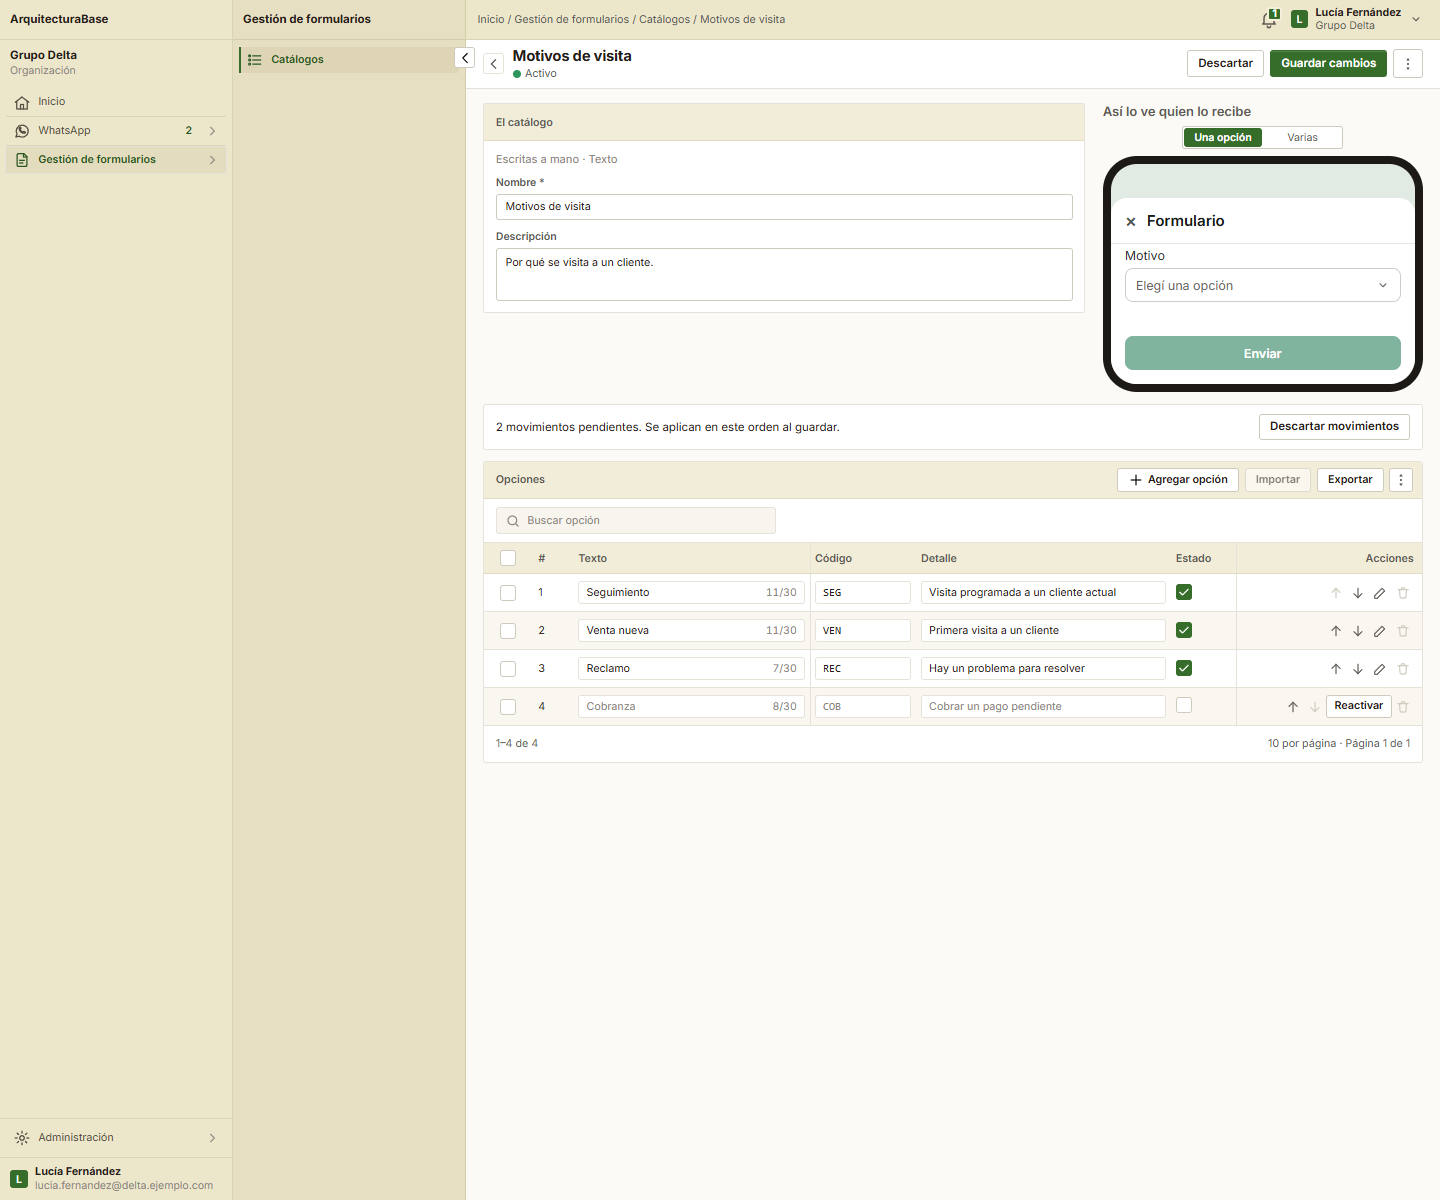 ArquitecturaBase
Gestión de formularios
Inicio / Gestión de formularios / Catálogos / Motivos de visita
1
L
Lucía Fernández
Grupo Delta
Grupo Delta
Organización
Inicio
WhatsApp 2
Gestión de formularios
Catálogos
Motivos de visita
Activo
Descartar
Guardar cambios
El catálogo
Escritas a mano · Texto
Nombre *
Motivos de visita
Descripción
Por qué se visita a un cliente.
Así lo ve quien lo recibe
Una opción Varias
Formulario
Motivo
Elegí una opción
Enviar
2 movimientos pendientes. Se aplican en este orden al guardar.
Descartar movimientos
Opciones
Agregar opción
Importar
Exportar
Buscar opción
# Texto Código Detalle Estado Acciones
1 Seguimiento 11/30 SEG Visita programada a un cliente actual
2 Venta nueva 11/30 VEN Primera visita a un cliente
3 Reclamo 7/30 REC Hay un problema para resolver
4 Cobranza 8/30 COB Cobrar un pago pendiente Reactivar
1–4 de 4
10 por página · Página 1 de 1
Administración
L
Lucía Fernández
lucia.fernandez@delta.ejemplo.com